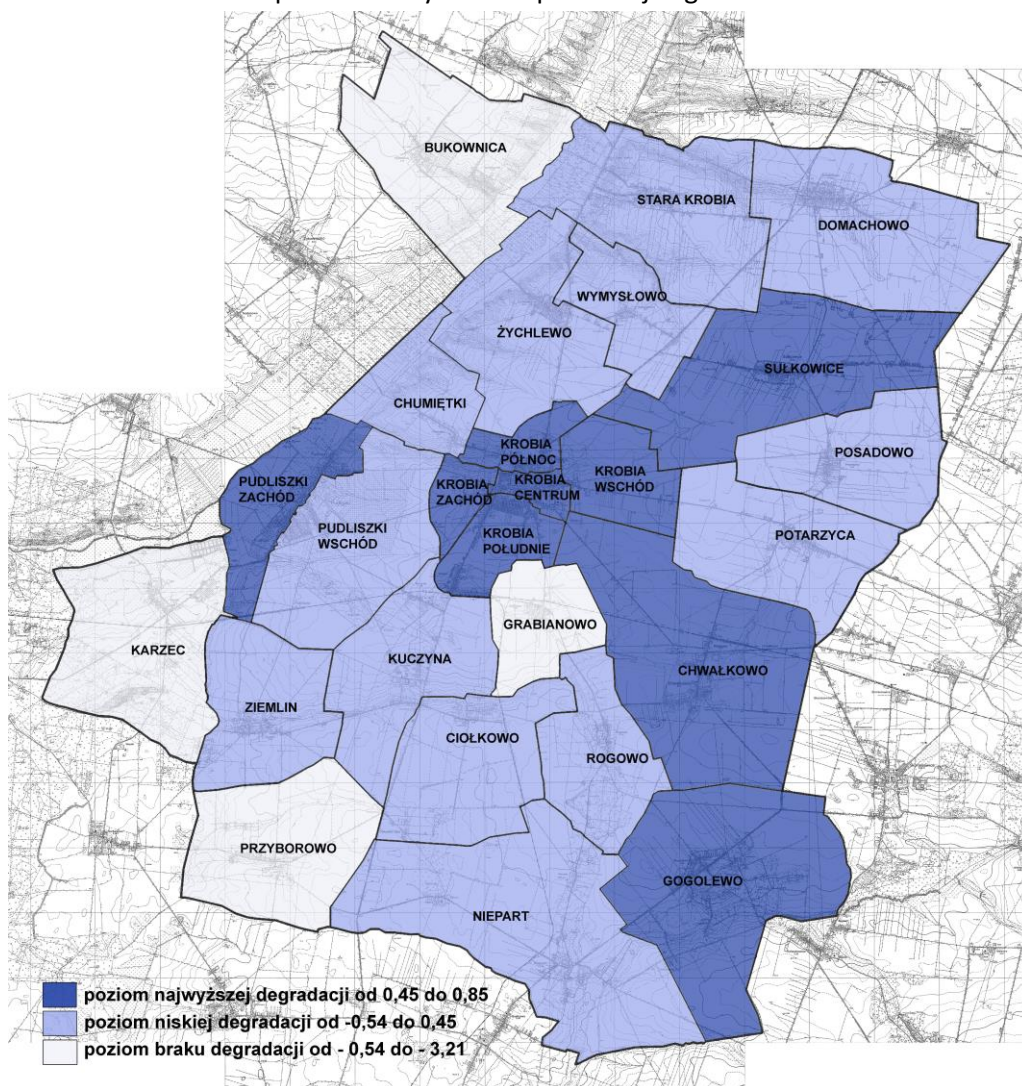 BUKOWNICA
STARA KROBIA
DOMACHOWO
WYMYSŁOWO
ŻYCHLEWO
SUŁKOWICE
CHUMIĘTKI
KROBIA
PÓŁNOC
POSADOWO
PUDLISZKI
ZACHÓD
KROBIA
ZACHÓD
KROBIA
CENTRUM
KROBIA
WSCHÓD
PUDLISZKI
WSCHÓD
KROBIA
POŁUDNIE
POTARZYCA
GRABIANOWO
KARZEC
KUCZYNA
CHWAŁKOWO
ZIEMLIN
CIOŁKOWO
ROGOWO
PRZYBOROWO
GOGOLEWO
NIEPART
poziom najwyższej degradacji od 0,45 do 0,85
poziom niskiej degradacji od -0,54 do 0,45
poziom braku degradacji od - 0,54 do - 3,21